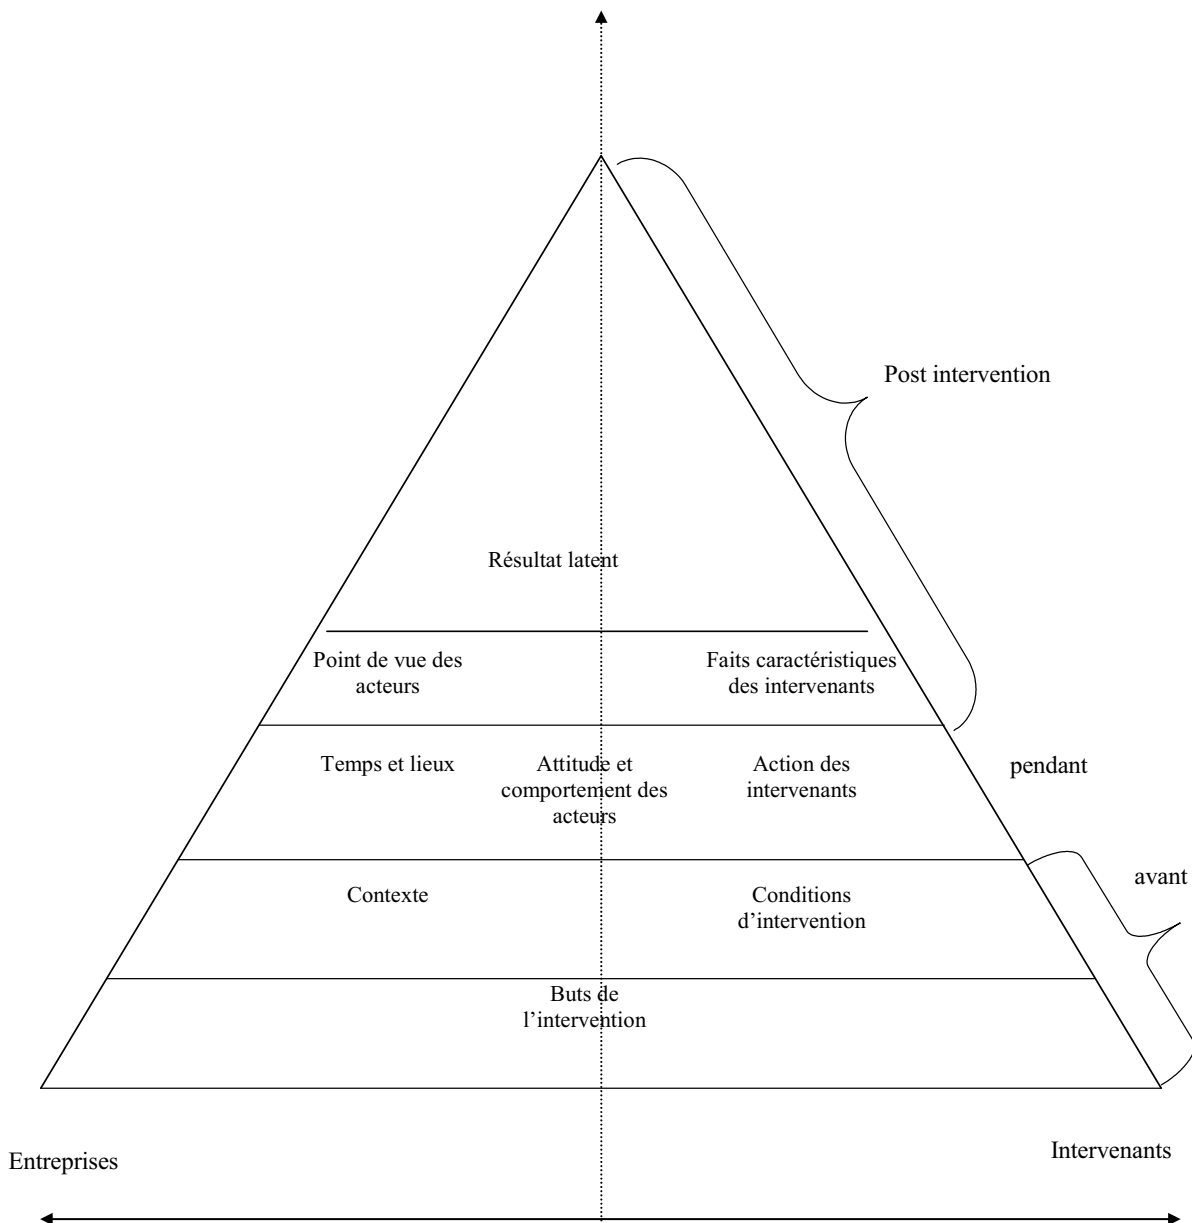 Post intervention
Résultat latent
Point de vue des
acteurs
Faits caractéristiques
des intervenants
Temps et lieux
Attitude et
comportement des
acteurs
Action des
intervenants
pendant
avant
Contexte
Conditions
d’intervention
Buts de
l’intervention
Entreprises
Intervenants